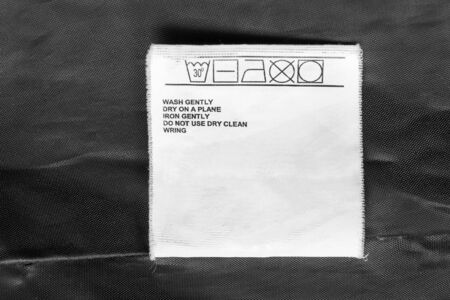 30°
WASH GENTLY
DRY ON A PLANE
IRON GENTLY
DO NOT USE DRY CLEAN
WRING